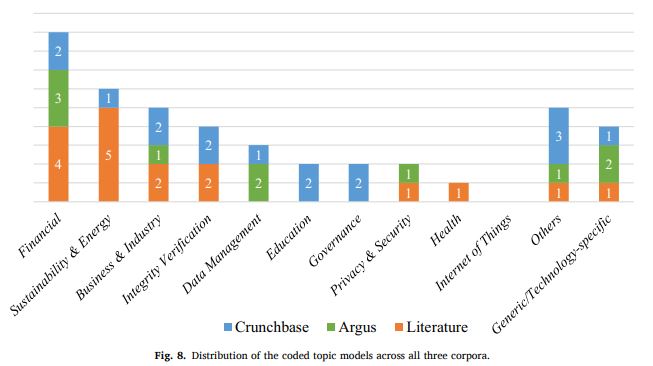 2
3
4
1
5
2
1
2
2
2
1
2
2
2
1
1
1
3
1
1
1
2
1
Financial
Sustainability & Energy
Business & Industry
Integrity Verification
Data Management
Education
Governance
Privacy & Security
Health
Internet of Things
Others
Generic/Technology-specific
Crunchbase Argus Literature
Fig. 8. Distribution of the coded topic models across all three corpora.